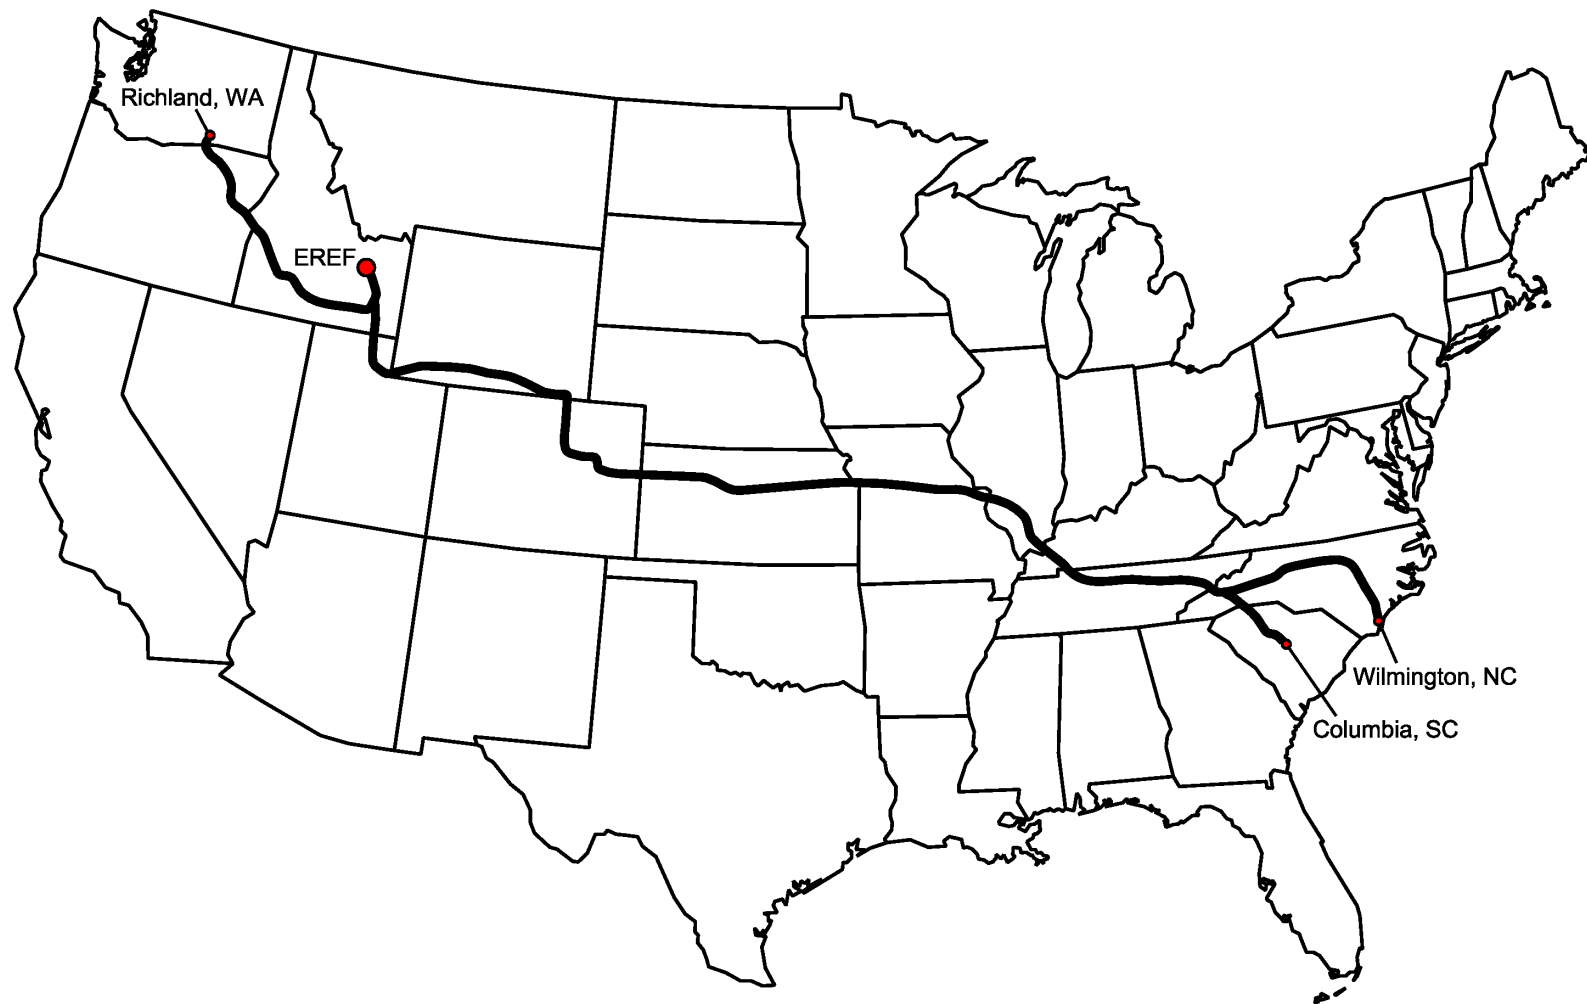 Richland, WA
EREF
Wilmington, NC
Columbia, SC